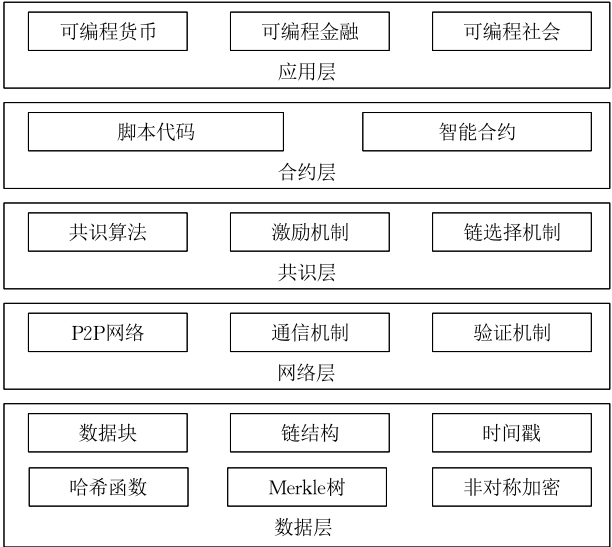 可编程货币 可编程金融 可编程社会
应用层
脚本代码 智能合约
合约层
共识算法 激励机制 链选择机制
共识层
P2P网络 通信机制 验证机制
网络层
数据块 链结构 时间戳
哈希函数 Merkle树 非对称加密
数据层